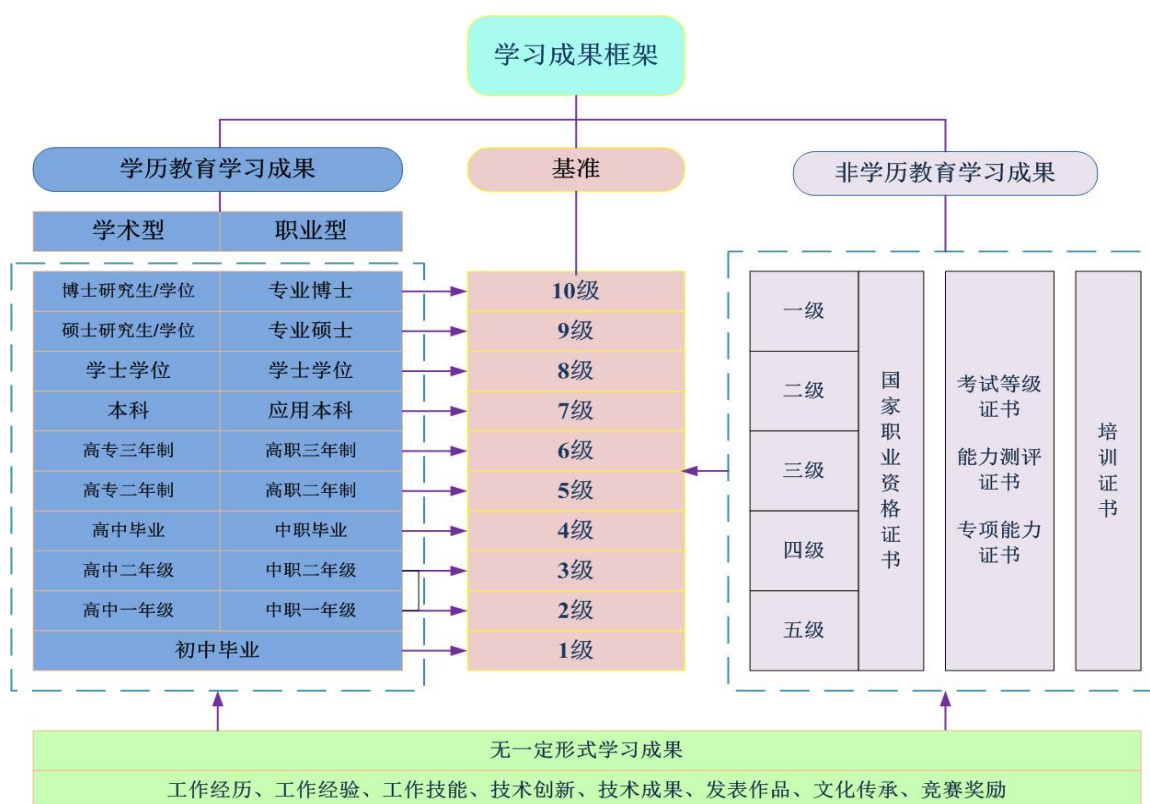 学习成果框架
学历教育学习成果
基准
非学历教育学习成果
学术型 职业型
博士研究生/学位 专业博士 10级
硕士研究生/学位 专业硕士 9级
学士学位 学士学位 8级
本科 应用本科 7级
高专三年制 高职三年制 6级
高专二年制 高职二年制 5级
高中毕业 中职毕业 4级
高中二年级 中职二年级 3级
高中一年级 中职一年级 2级
初中毕业 1级
一级
二级
三级
四级
五级
国家职业资格证书
考试等级
证书
能力测评
证书
专项能力
证书
培训证书
无一定形式学习成果
工作经历、工作经验、工作技能、技术创新、技术成果、发表作品、文化传承、竞赛奖励